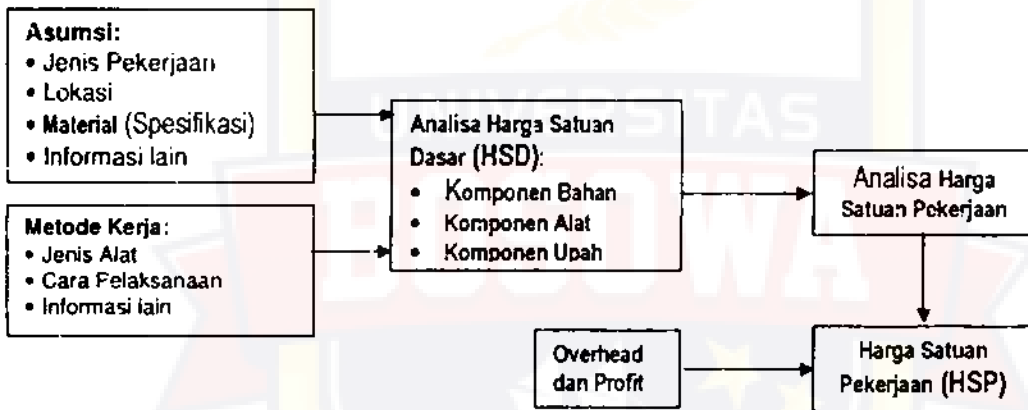 Asumsi:
• Jenis Pekerjaan
• Lokasi
• Material (Spesifikasi)
• Informasi lain
Metode Kerja:
• Jenis Alat
• Cara Pelaksanaan
• Informasi lain
UNIVERSITAS
BOSOWA
Analisa Harga Satuan
Dasar (HSD):
• Komponen Bahan
• Komponen Alat
• Komponen Upah
Analisa Harga
Satuan Pekerjaan
Overhead
dan Profit
Harga Satuan
Pekerjaan (HSP)